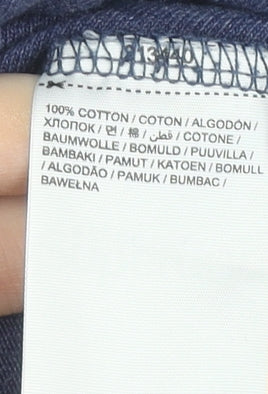 100% COTTON / COTON / ALGODÓN /
ХЛОПОК / 면 / 棉 / قطن / COTONE /
BAUMWOLLE / BOMULD / PUUVILLA /
BAMBAKI / PAMUT / KATOEN / BOMULL
/ ALGODÃO / PAMUK / BUMBAC /
BAWEŁNA